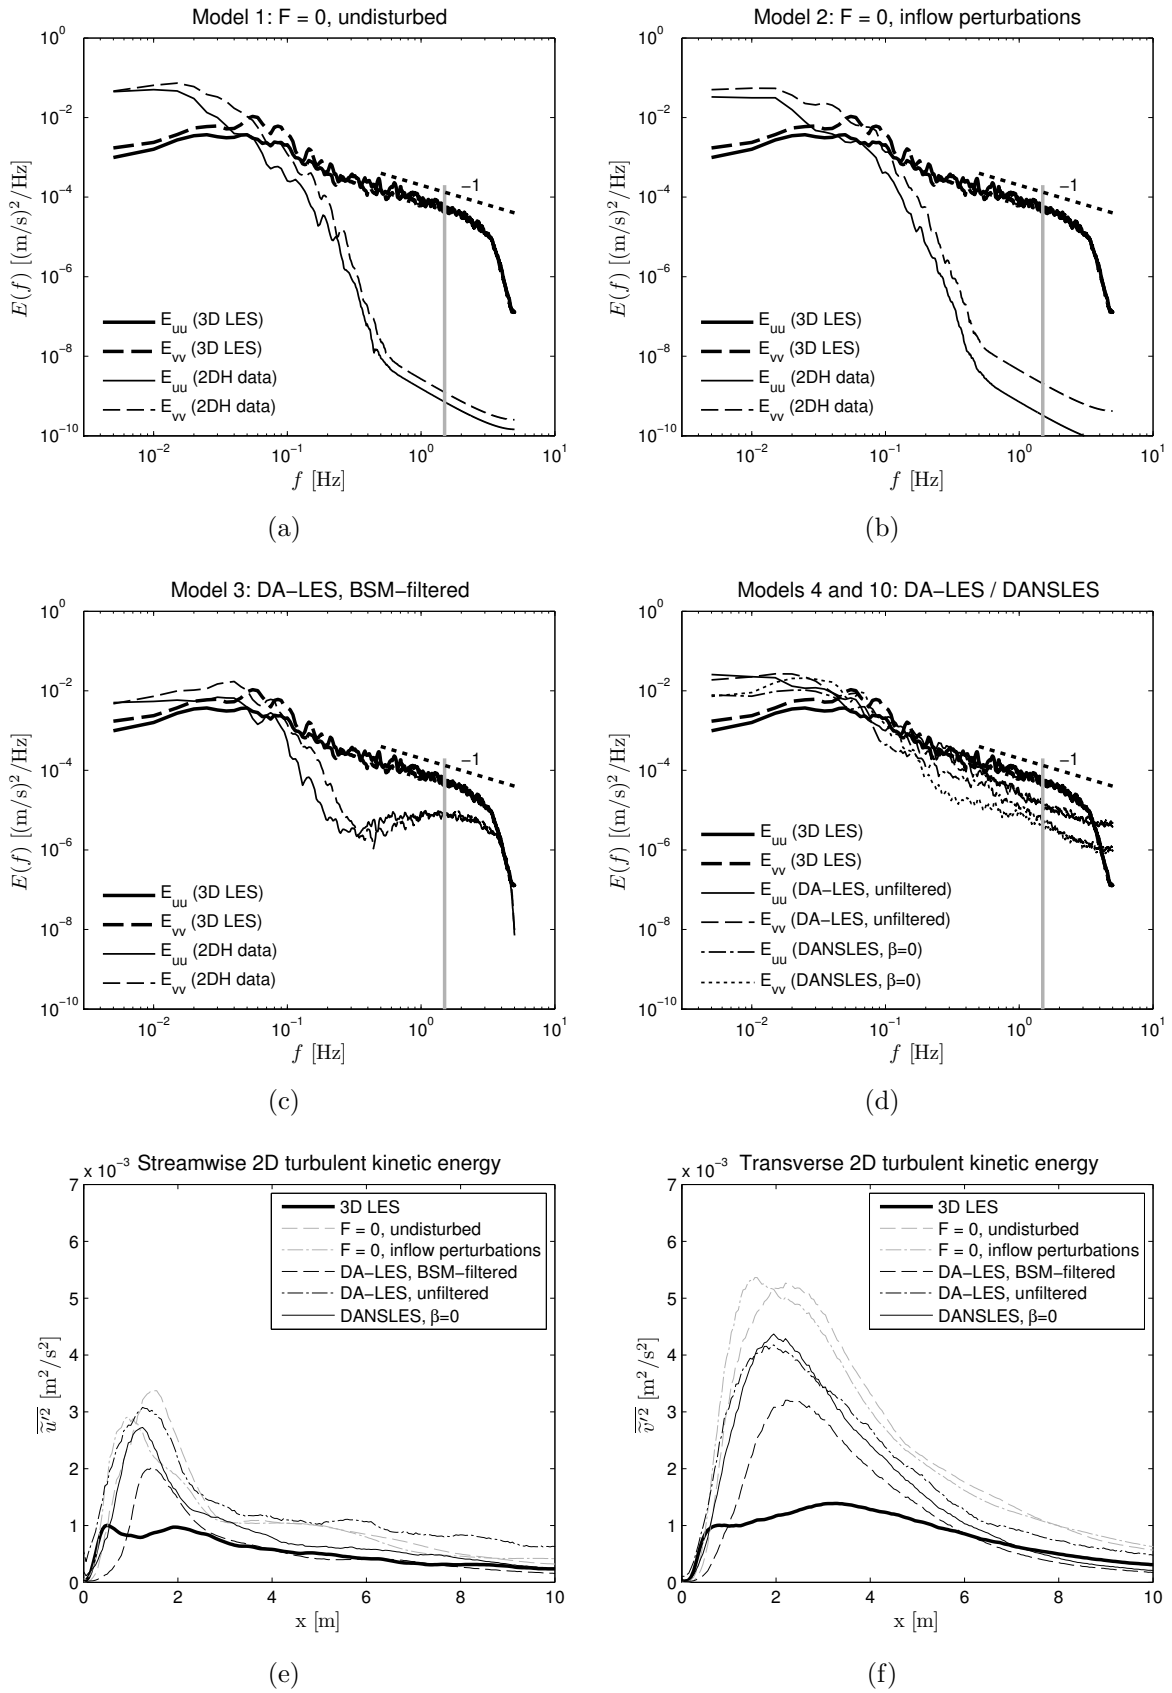 Model 1: F = 0, undisturbed
10^0
10^−2
10^−4
10^−6
10^−8
10^−10
E(f) [(m/s)^2/Hz]
−1
E_uu (3D LES)
E_vv (3D LES)
E_uu (2DH data)
E_vv (2DH data)
10^−2 10^−1 10^0 10^1
f [Hz]
(a)
Model 2: F = 0, inflow perturbations
10^0
10^−2
10^−4
10^−6
10^−8
10^−10
E(f) [(m/s)^2/Hz]
−1
E_uu (3D LES)
E_vv (3D LES)
E_uu (2DH data)
E_vv (2DH data)
10^−2 10^−1 10^0 10^1
f [Hz]
(b)
Model 3: DA−LES, BSM−filtered
10^0
10^−2
10^−4
10^−6
10^−8
10^−10
E(f) [(m/s)^2/Hz]
−1
E_uu (3D LES)
E_vv (3D LES)
E_uu (2DH data)
E_vv (2DH data)
10^−2 10^−1 10^0 10^1
f [Hz]
(c)
Models 4 and 10: DA−LES / DANSLES
10^0
10^−2
10^−4
10^−6
10^−8
10^−10
E(f) [(m/s)^2/Hz]
−1
E_uu (3D LES)
E_vv (3D LES)
E_uu (DA−LES, unfiltered)
E_vv (DA−LES, unfiltered)
E_uu (DANSLES, β=0)
E_vv (DANSLES, β=0)
10^−2 10^−1 10^0 10^1
f [Hz]
(d)
x 10^−3 Streamwise 2D turbulent kinetic energy
7
6
5
4
3
2
1
0
\overline{\widetilde{u}'^2} [m^2/s^2]
3D LES
F = 0, undisturbed
F = 0, inflow perturbations
DA−LES, BSM−filtered
DA−LES, unfiltered
DANSLES, β=0
0 2 4 6 8 10
x [m]
(e)
x 10^−3 Transverse 2D turbulent kinetic energy
7
6
5
4
3
2
1
0
\overline{\widetilde{v}'^2} [m^2/s^2]
3D LES
F = 0, undisturbed
F = 0, inflow perturbations
DA−LES, BSM−filtered
DA−LES, unfiltered
DANSLES, β=0
0 2 4 6 8 10
x [m]
(f)